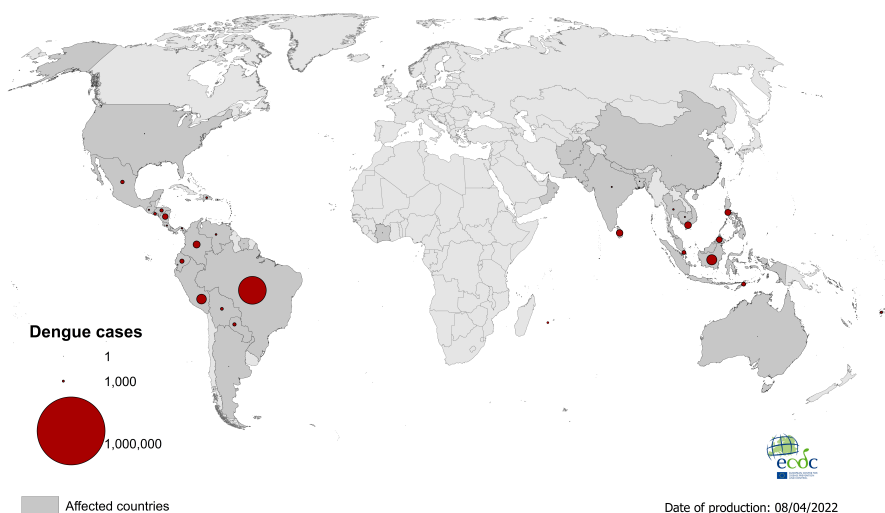 Dengue cases
1
1,000
1,000,000
Affected countries
ecdc
Date of production: 08/04/2022